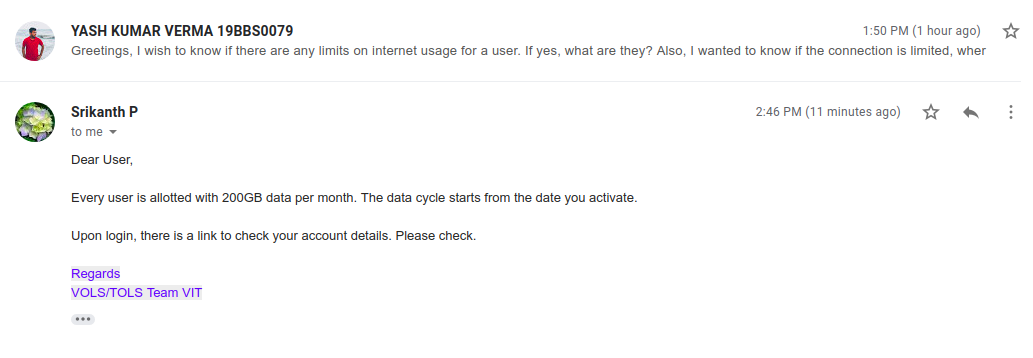 YASH KUMAR VERMA 19BBS0079
1:50 PM (1 hour ago)
Greetings, I wish to know if there are any limits on internet usage for a user. If yes, what are they? Also, I wanted to know if the connection is limited, wher
Srikanth P
2:46 PM (11 minutes ago)
to me
Dear User,
Every user is allotted with 200GB data per month. The data cycle starts from the date you activate.
Upon login, there is a link to check your account details. Please check.
Regards
VOLS/TOLS Team VIT